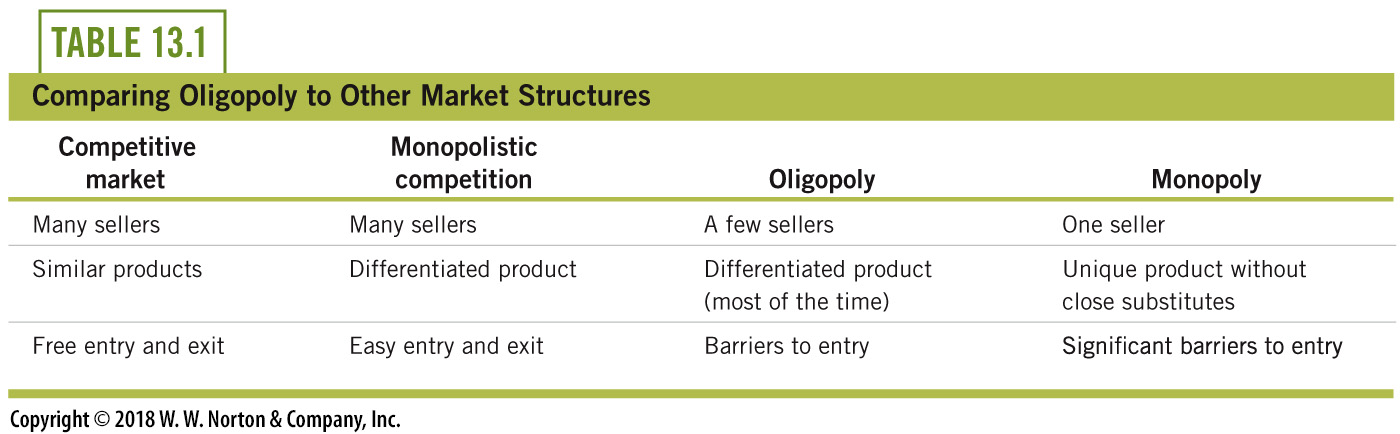 TABLE 13.1
Comparing Oligopoly to Other Market Structures
Competitive
market
Monopolistic
competition
Oligopoly
Monopoly
Many sellers
Many sellers
A few sellers
One seller
Similar products
Differentiated product
Differentiated product
(most of the time)
Unique product without
close substitutes
Free entry and exit
Easy entry and exit
Barriers to entry
Significant barriers to entry
Copyright © 2018 W. W. Norton & Company, Inc.